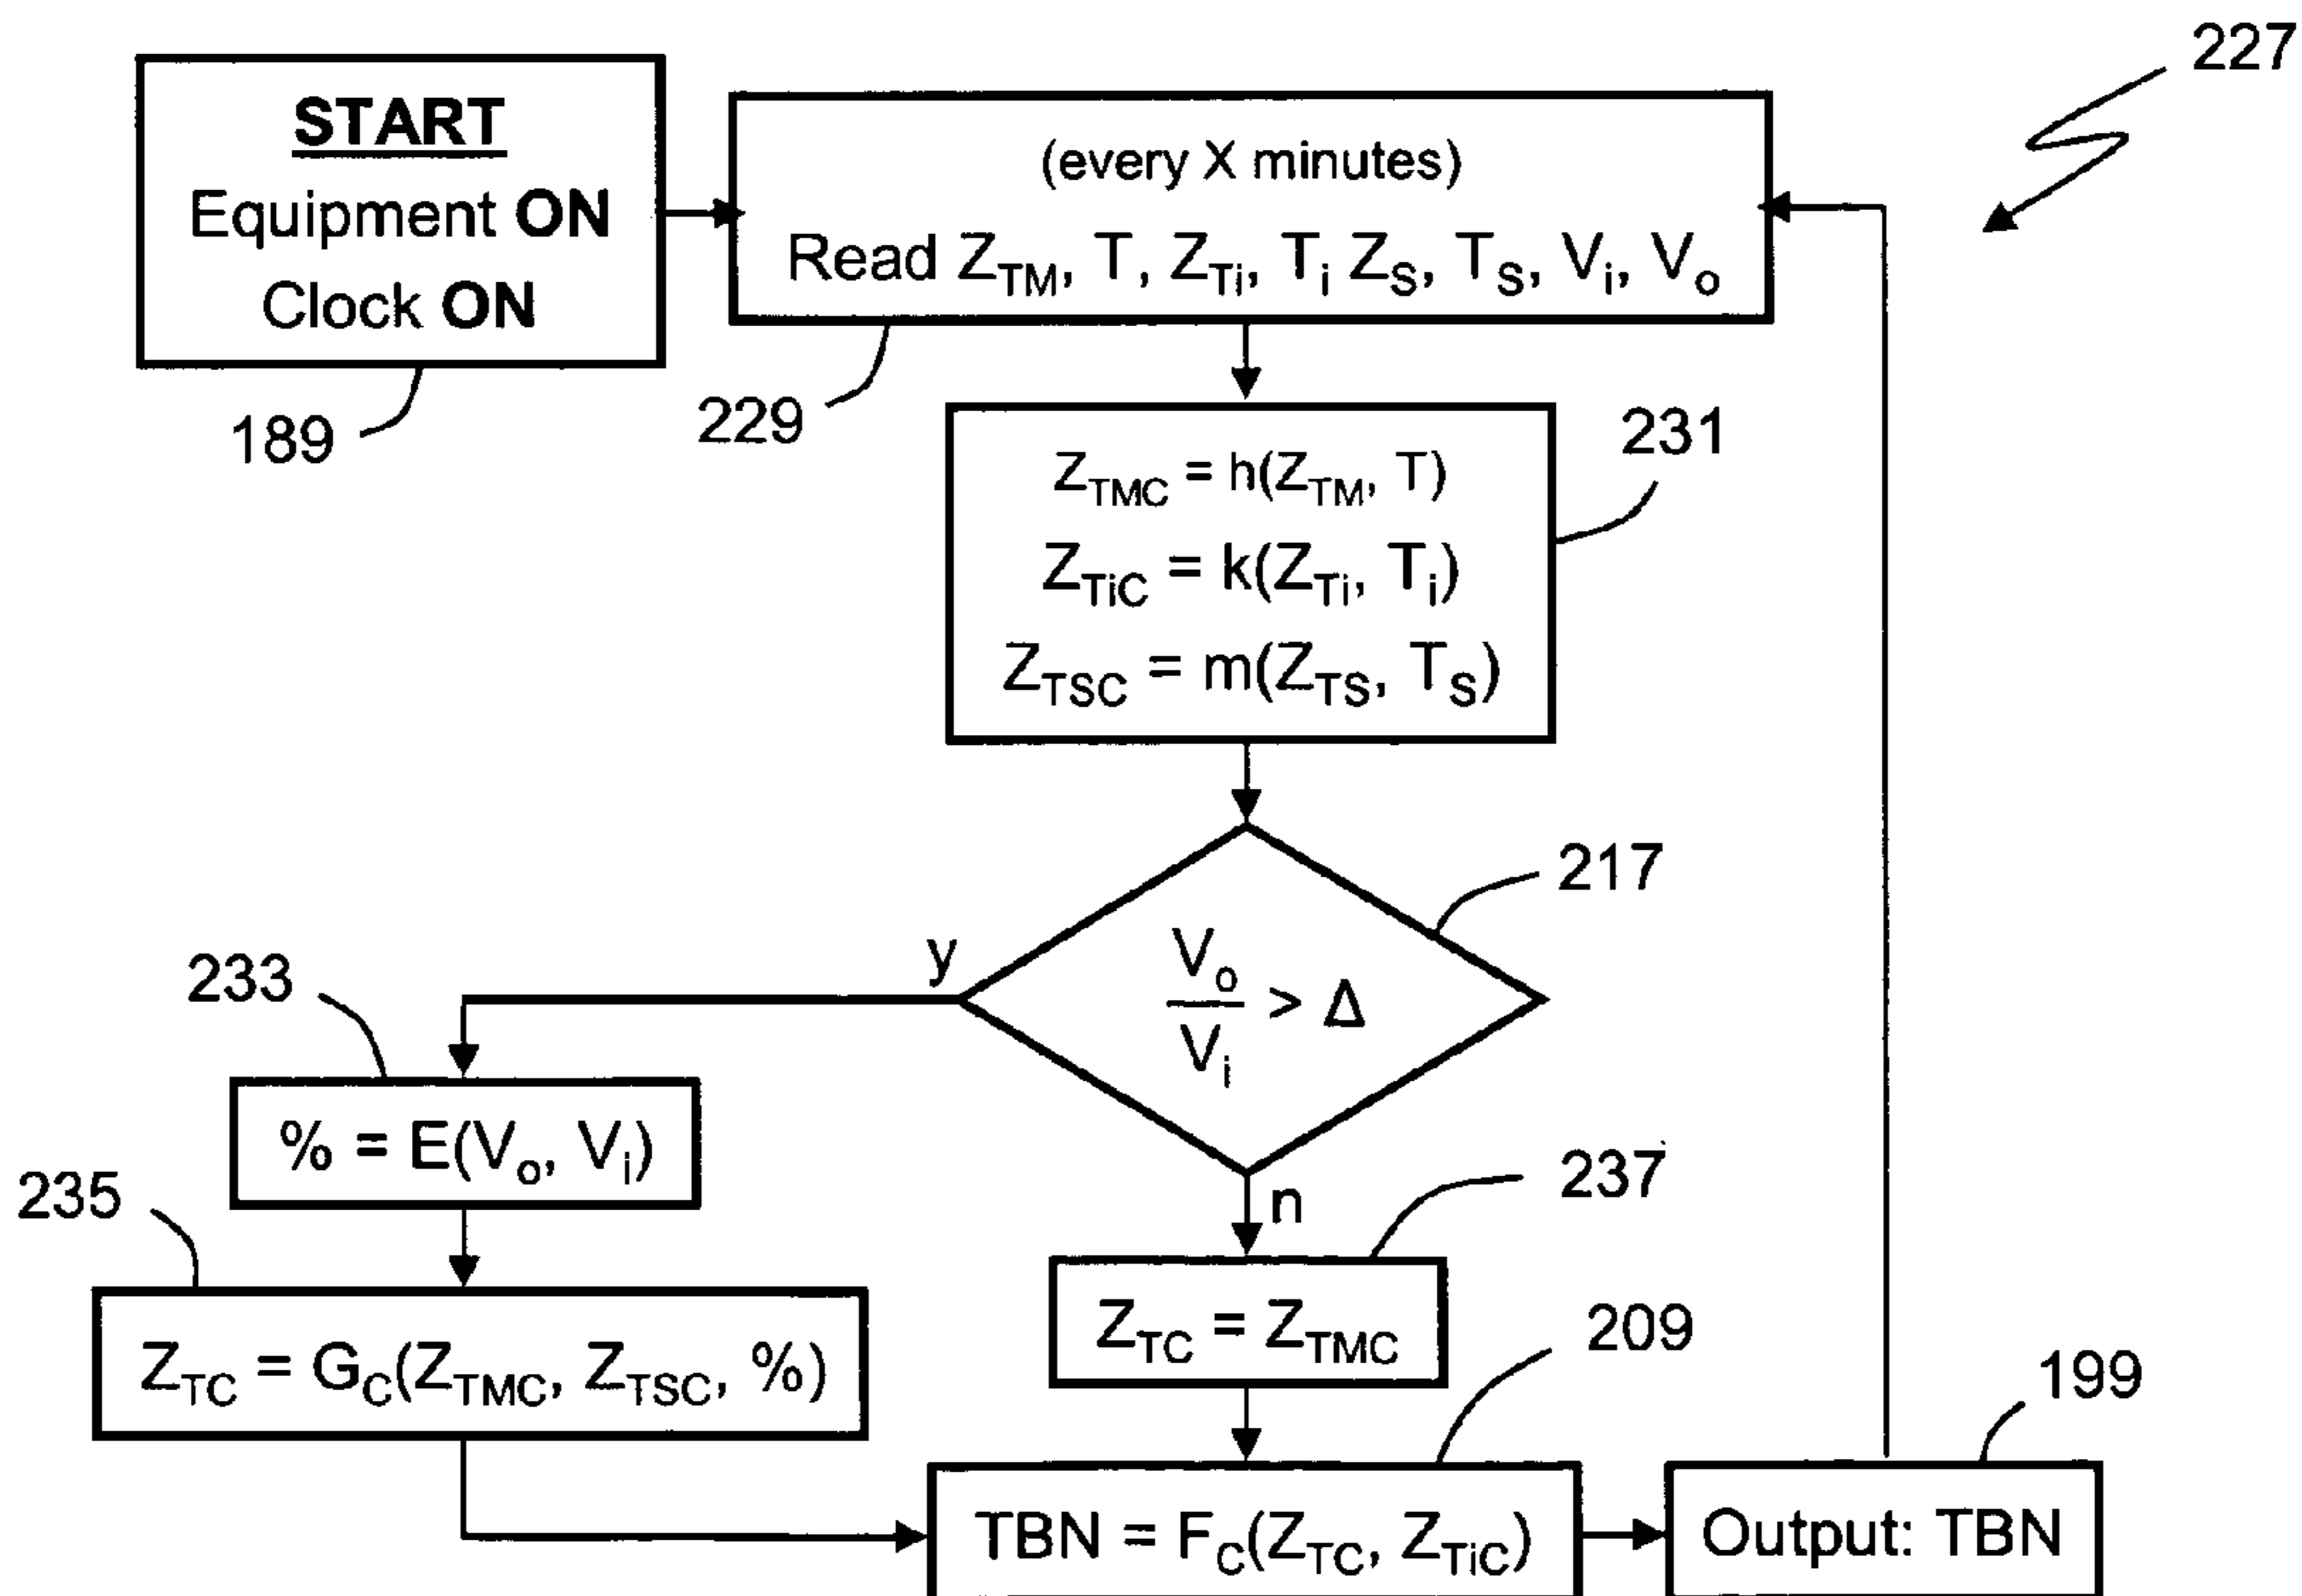 227
START
Equipment ON
Clock ON
189
(every X minutes)
Read Z_TM, T, Z_Ti, T_i Z_S, T_S, V_i, V_o
229
231
Z_TMC = h(Z_TM, T)
Z_TiC = k(Z_Ti, T_i)
Z_TSC = m(Z_TS, T_S)
217
V_o
V_i
> Δ
y
n
233
% = E(V_o, V_i)
235
Z_TC = G_C(Z_TMC, Z_TSC, %)
237
Z_TC = Z_TMC
209
TBN = F_C(Z_TC, Z_TiC)
199
Output: TBN